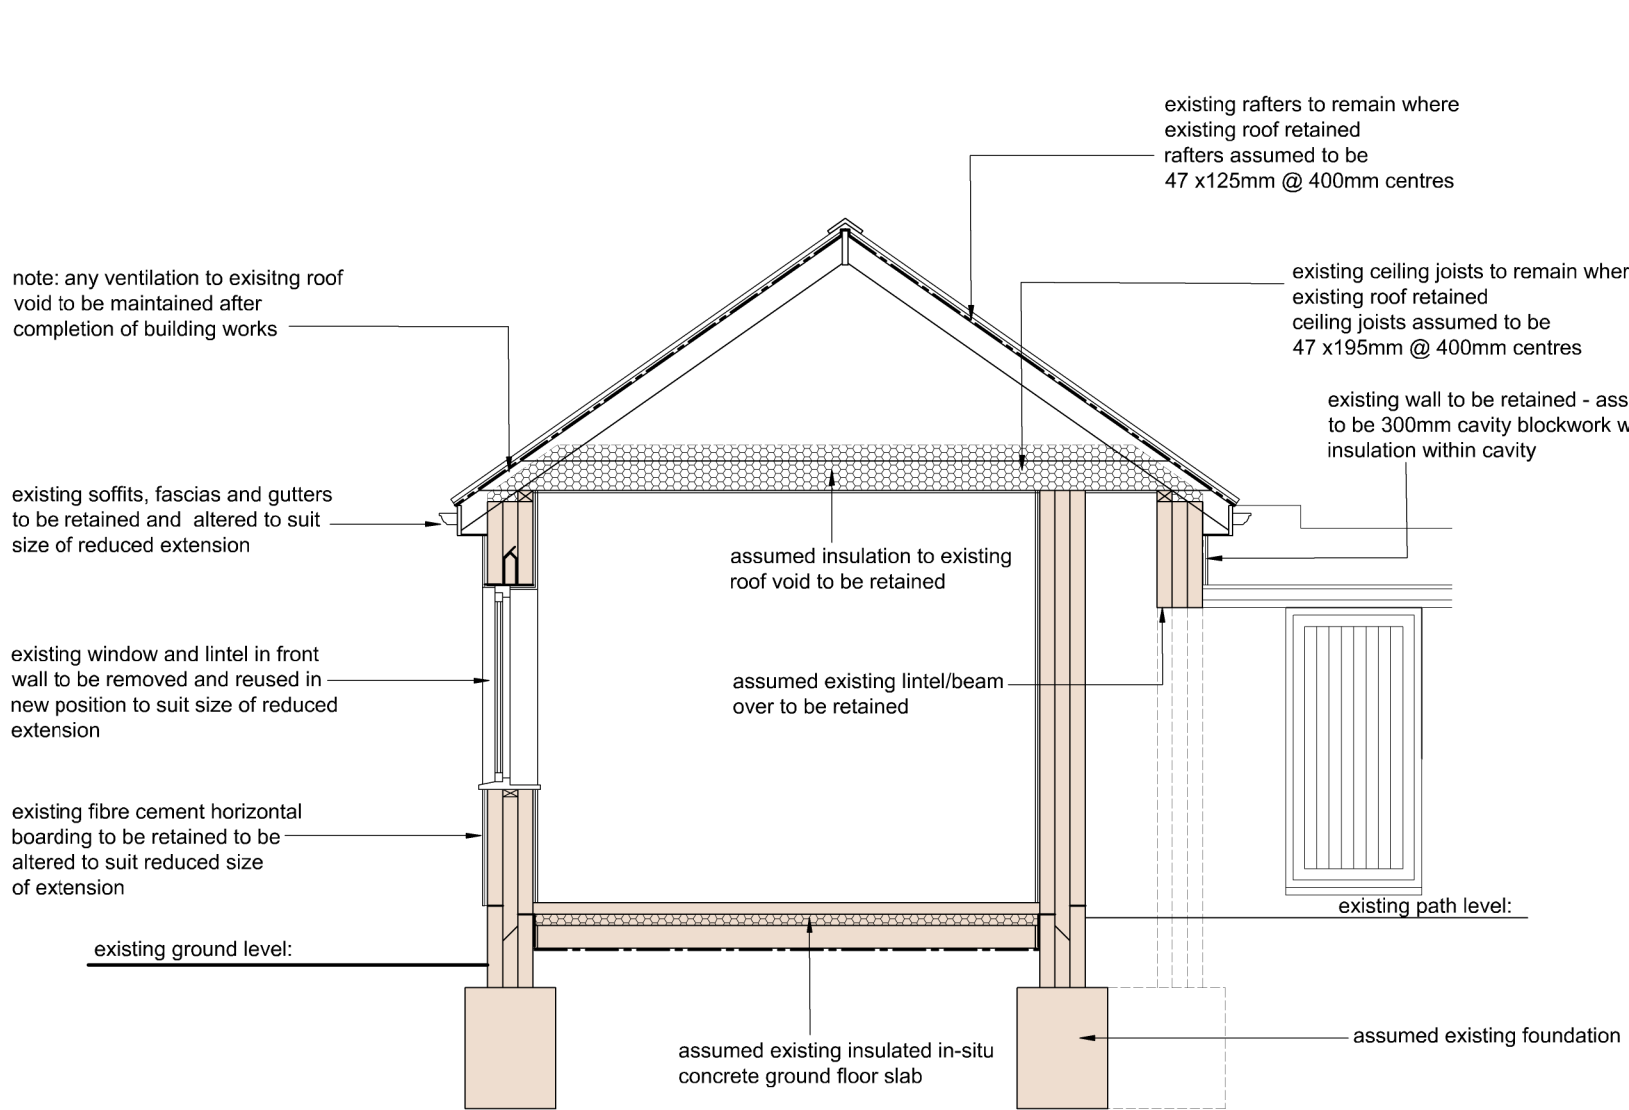 existing rafters to remain where
existing roof retained
rafters assumed to be
47 x125mm @ 400mm centres
note: any ventilation to exisitng roof
void to be maintained after
completion of building works
existing ceiling joists to remain wher
existing roof retained
ceiling joists assumed to be
47 x195mm @ 400mm centres
existing wall to be retained - ass
to be 300mm cavity blockwork w
insulation within cavity
existing soffits, fascias and gutters
to be retained and altered to suit
size of reduced extension
assumed insulation to existing
roof void to be retained
existing window and lintel in front
wall to be removed and reused in
new position to suit size of reduced
extension
assumed existing lintel/beam
over to be retained
existing fibre cement horizontal
boarding to be retained to be
altered to suit reduced size
of extension
existing path level:
existing ground level:
assumed existing insulated in-situ
concrete ground floor slab
assumed existing foundation